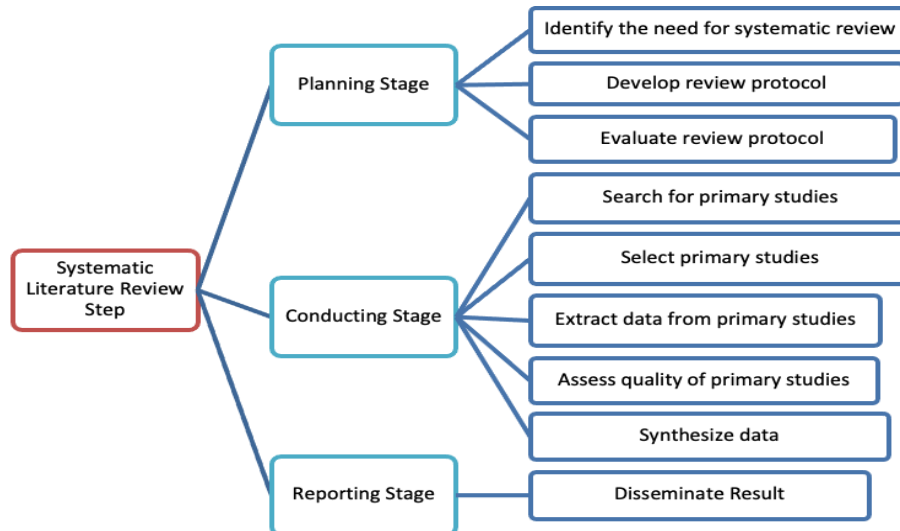 Systematic
Literature Review
Step
Planning Stage
Identify the need for systematic review
Develop review protocol
Evaluate review protocol
Conducting Stage
Search for primary studies
Select primary studies
Extract data from primary studies
Assess quality of primary studies
Synthesize data
Reporting Stage
Disseminate Result